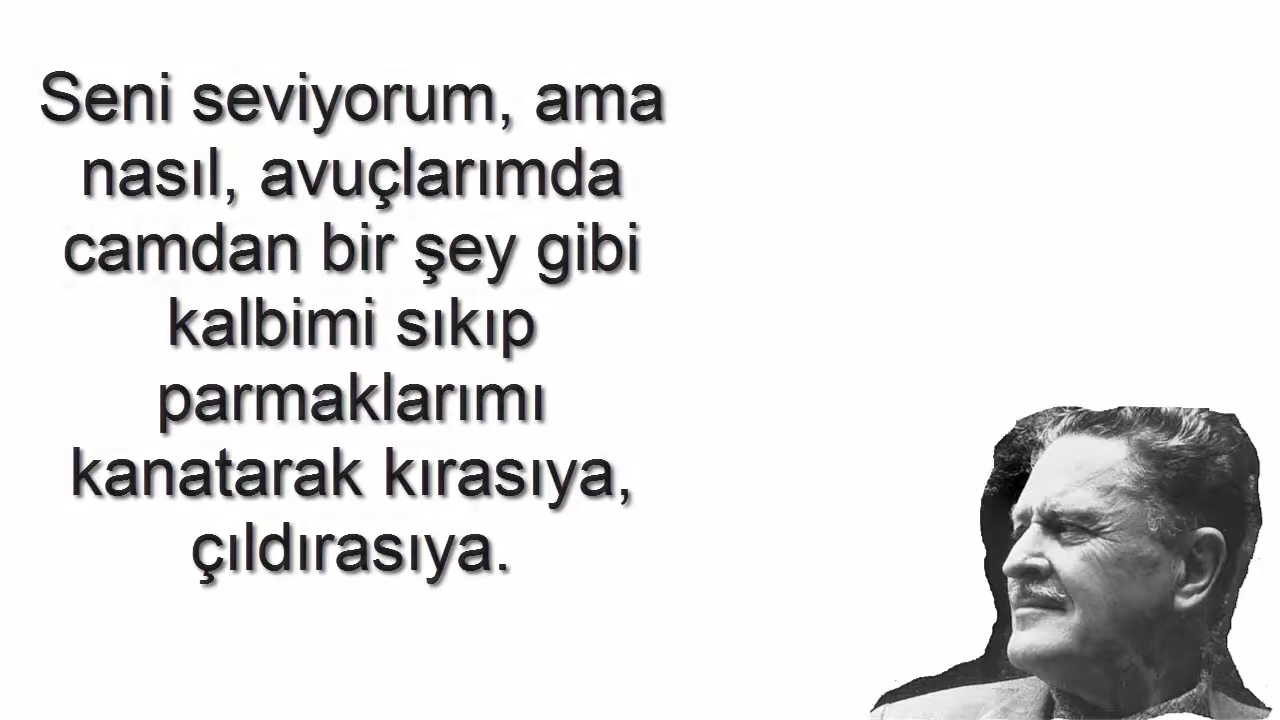 Seni seviyorum, ama
nasıl, avuçlarımda
camdan bir şey gibi
kalbimi sıkıp
parmaklarımı
kanatarak kırasıya,
çıldırasıya.